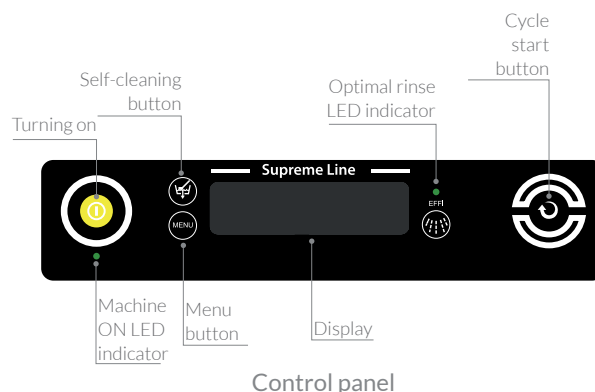 Cycle
start
button
Self-cleaning
button
Optimal rinse
LED indicator
Turning on
Supreme Line
EFFI
MENU
Machine
ON LED
indicator
Menu
button
Display
Control panel